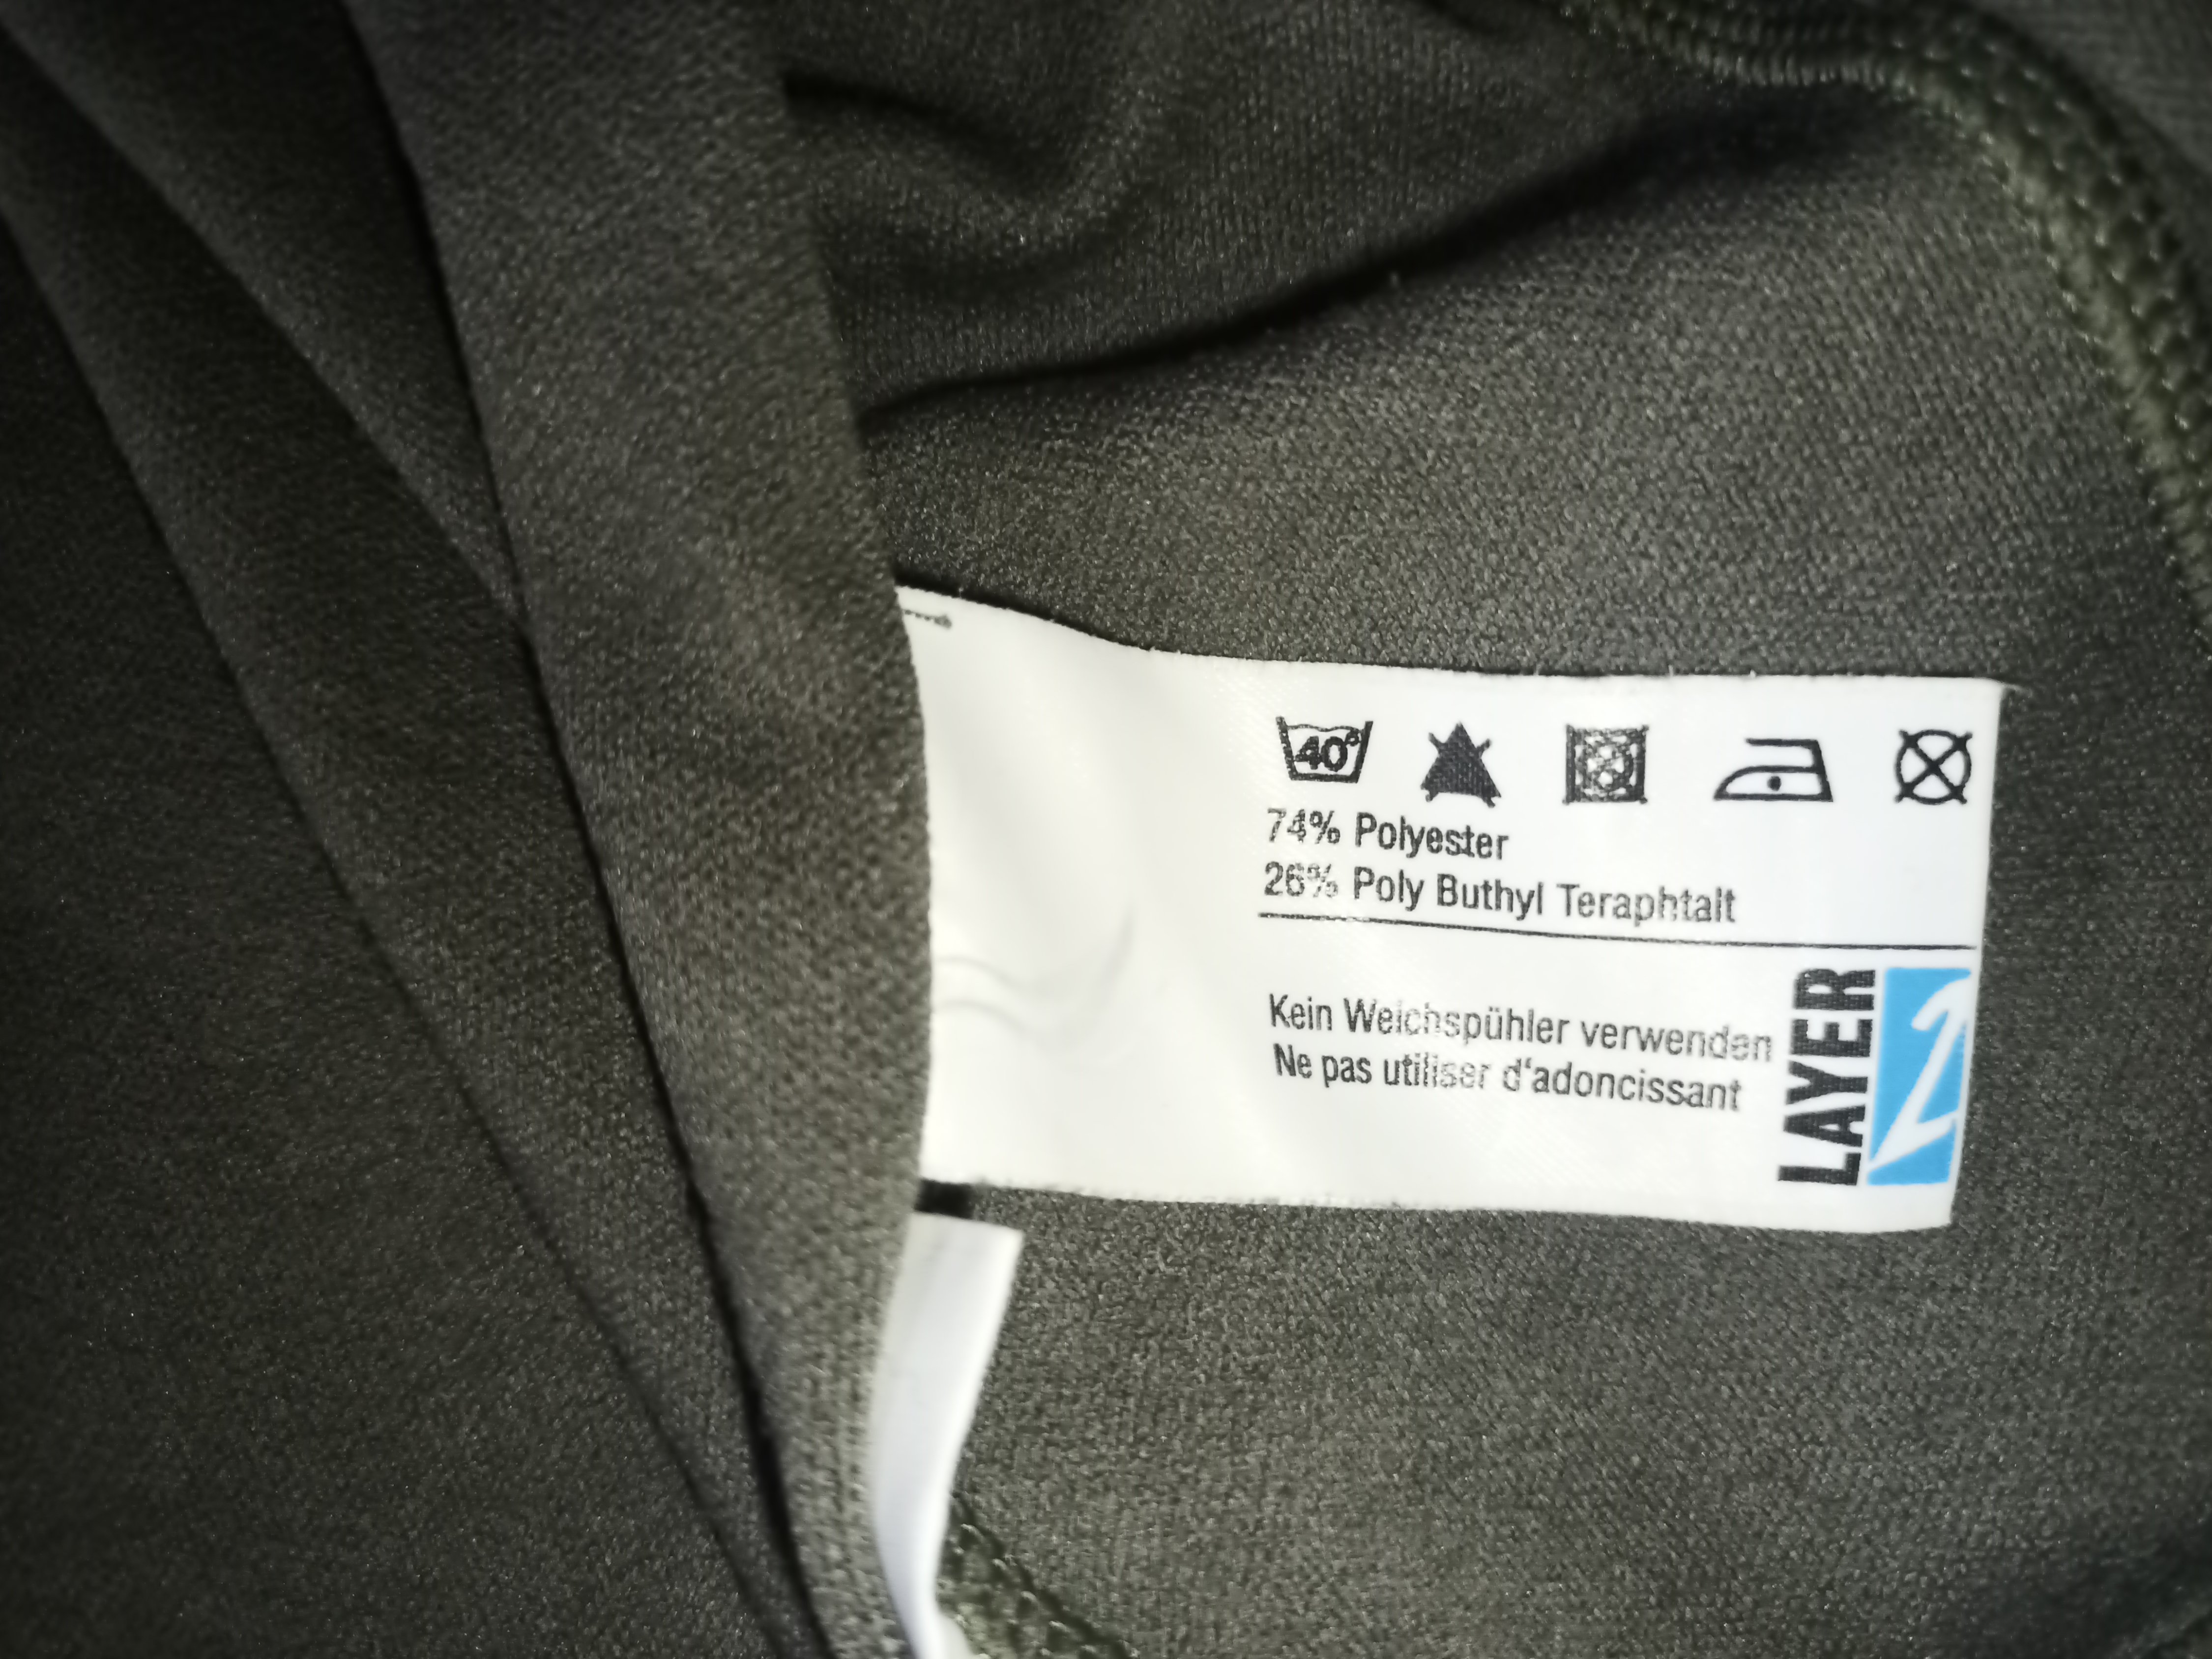 40°
74% Polyester
26% Poly Buthyl Teraphtalt
Kein Weichspühler verwenden
Ne pas utiliser d'adoncissant
LAYER
2